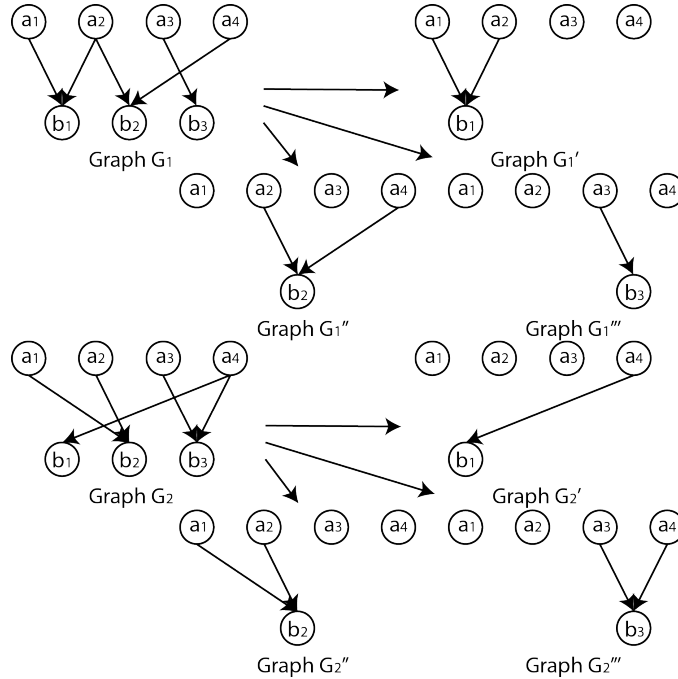 a1 a2 a3 a4 a1 a2 a3 a4
b1 b2 b3 b1
Graph G1 Graph G1′
a1 a2 a3 a4 a1 a2 a3 a4
b2 b3
Graph G1″ Graph G1‴
a1 a2 a3 a4 a1 a2 a3 a4
b1 b2 b3 b1
Graph G2 Graph G2′
a1 a2 a3 a4 a1 a2 a3 a4
b2 b3
Graph G2″ Graph G2‴